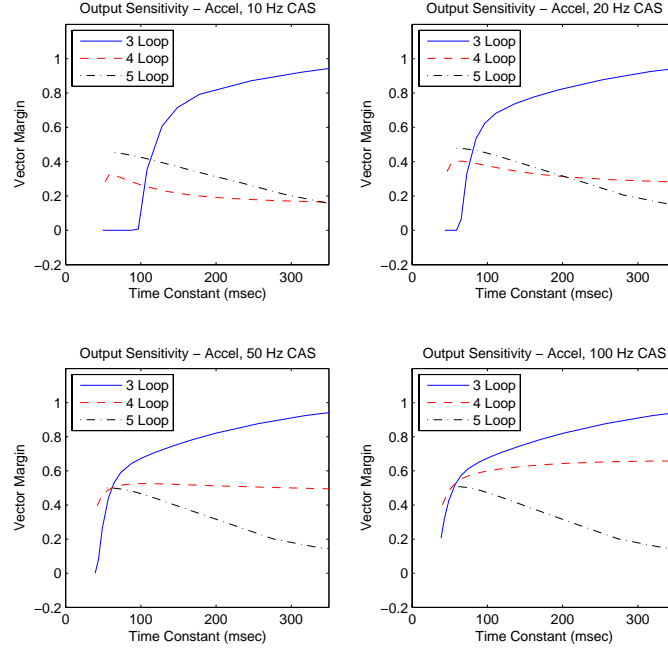 Output Sensitivity − Accel, 10 Hz CAS
3 Loop
4 Loop
5 Loop
Vector Margin
1
0.8
0.6
0.4
0.2
0
−0.2
0
100
200
300
Time Constant (msec)
Output Sensitivity − Accel, 20 Hz CAS
3 Loop
4 Loop
5 Loop
Vector Margin
1
0.8
0.6
0.4
0.2
0
−0.2
0
100
200
300
Time Constant (msec)
Output Sensitivity − Accel, 50 Hz CAS
3 Loop
4 Loop
5 Loop
Vector Margin
1
0.8
0.6
0.4
0.2
0
−0.2
0
100
200
300
Time Constant (msec)
Output Sensitivity − Accel, 100 Hz CAS
3 Loop
4 Loop
5 Loop
Vector Margin
1
0.8
0.6
0.4
0.2
0
−0.2
0
100
200
300
Time Constant (msec)